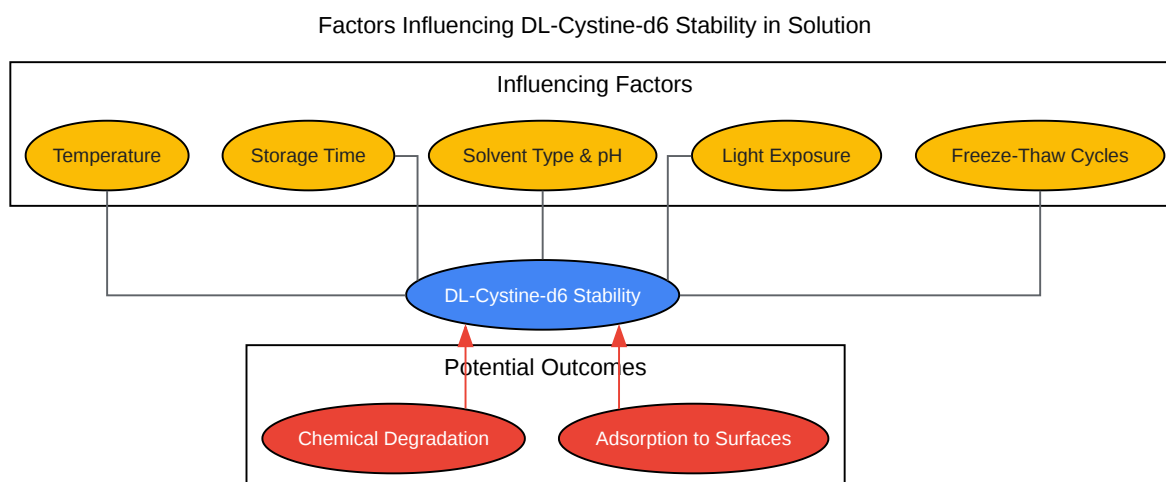 Factors Influencing DL-Cystine-d6 Stability in Solution
Influencing Factors
Temperature
Storage Time
Solvent Type & pH
Light Exposure
Freeze-Thaw Cycles
DL-Cystine-d6 Stability
Potential Outcomes
Chemical Degradation
Adsorption to Surfaces